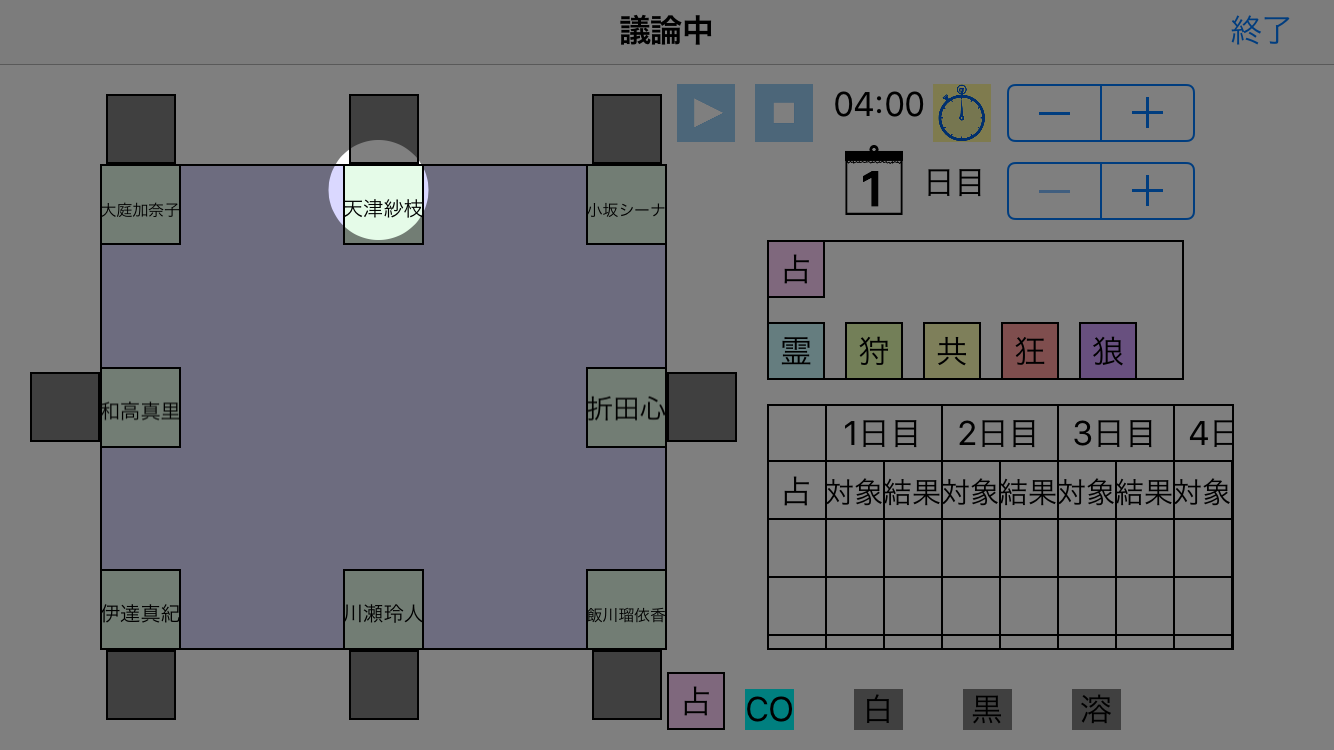 議論中
終了
04:00
1
日目
大庭加奈子
天津紗枝
小坂シーナ
和高真里
折田心
伊達真紀
川瀬玲人
飯川瑠依香
占
霊 狩 共 狂 狼
1日目 2日目 3日目 4日
占 対象 結果 対象 結果 対象 結果 対象
占 CO 白 黒 溶